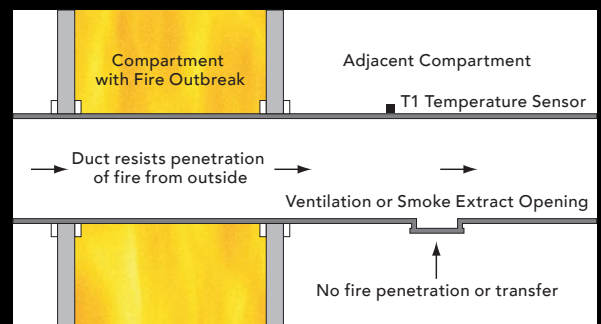 Compartment
with Fire Outbreak
Adjacent Compartment
T1 Temperature Sensor
Duct resists penetration
of fire from outside
Ventilation or Smoke Extract Opening
No fire penetration or transfer